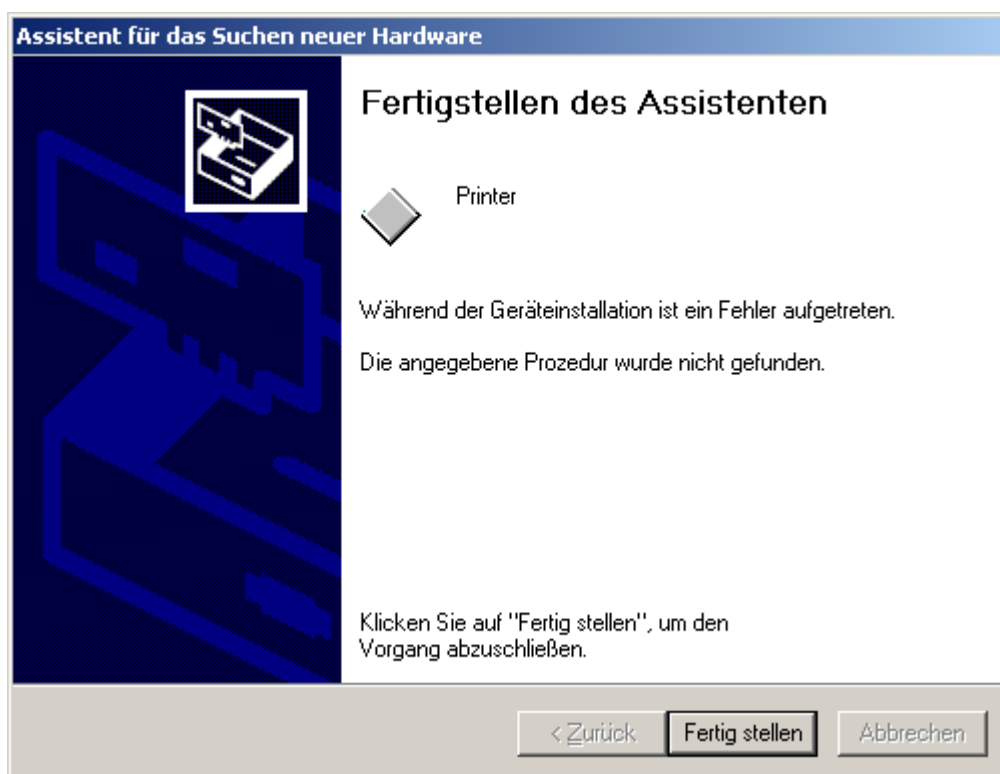 Assistent für das Suchen neuer Hardware
Fertigstellen des Assistenten
Printer
Während der Geräteinstallation ist ein Fehler aufgetreten.
Die angegebene Prozedur wurde nicht gefunden.
Klicken Sie auf "Fertig stellen", um den
Vorgang abzuschließen.
< Zurück
Fertig stellen
Abbrechen